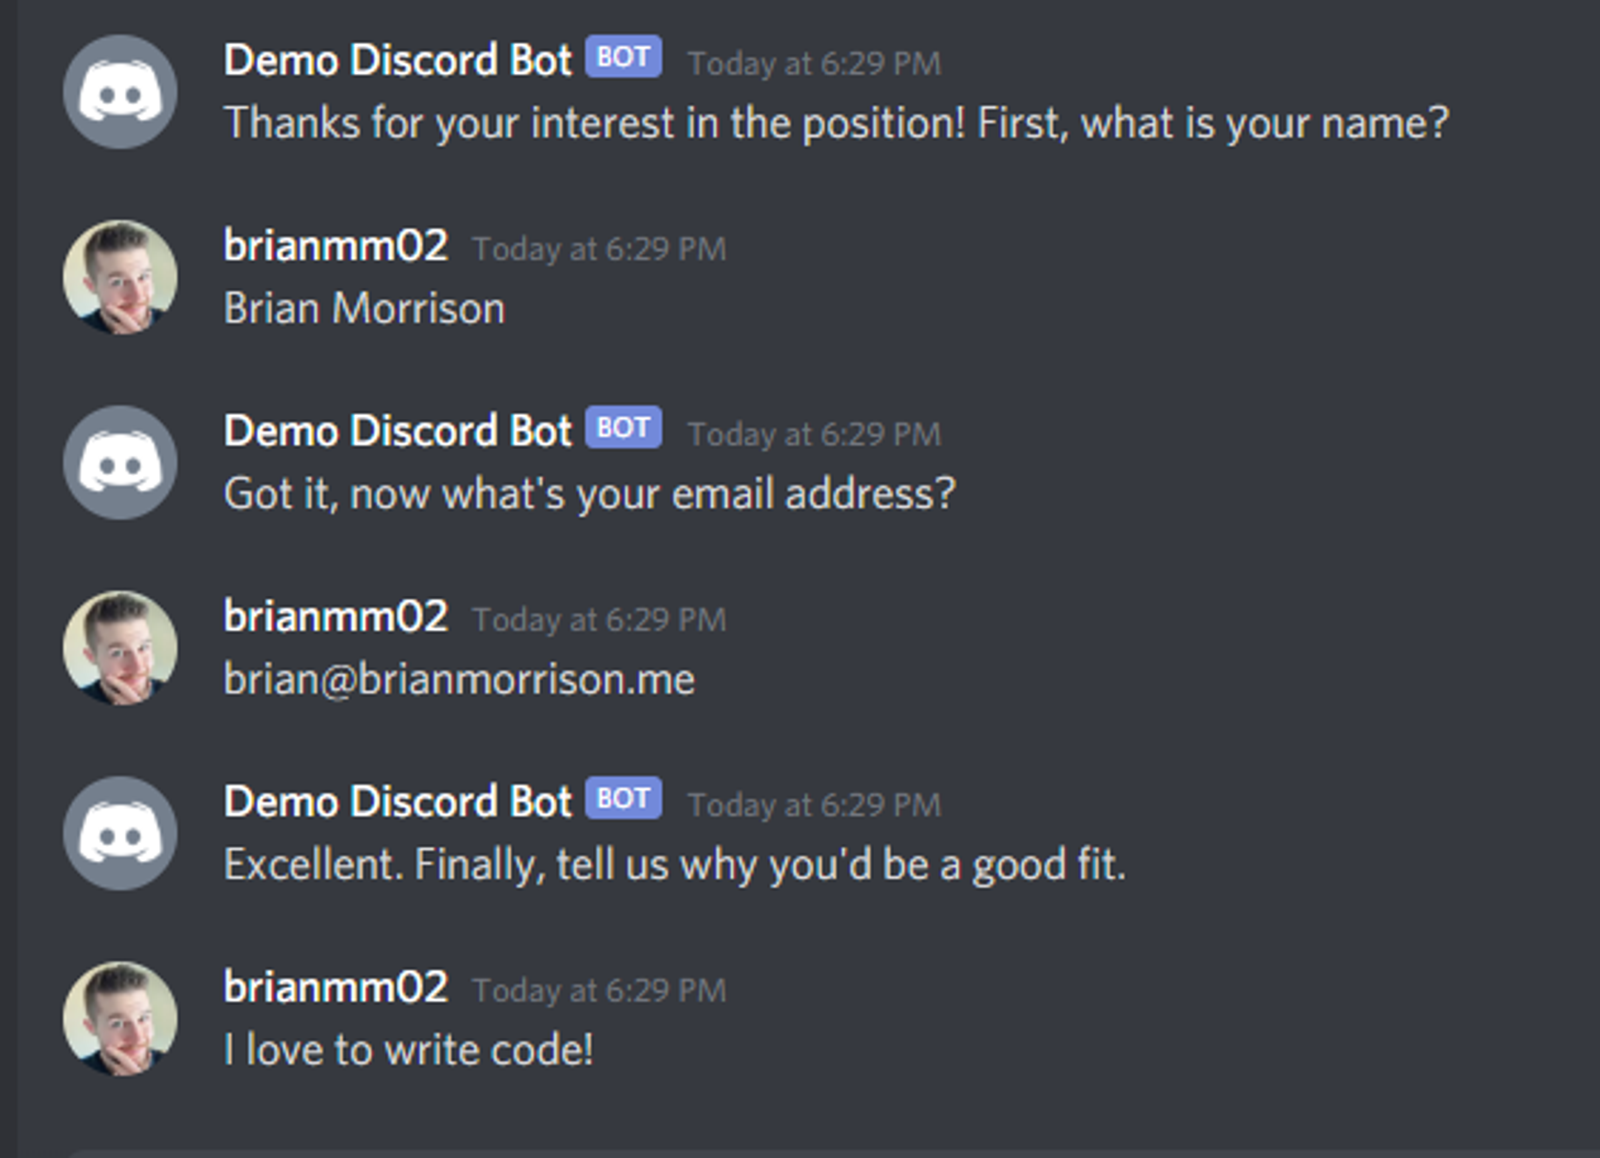 Demo Discord Bot BOT Today at 6:29 PM
Thanks for your interest in the position! First, what is your name?
brianmm02 Today at 6:29 PM
Brian Morrison
Demo Discord Bot BOT Today at 6:29 PM
Got it, now what's your email address?
brianmm02 Today at 6:29 PM
brian@brianmorrison.me
Demo Discord Bot BOT Today at 6:29 PM
Excellent. Finally, tell us why you'd be a good fit.
brianmm02 Today at 6:29 PM
I love to write code!